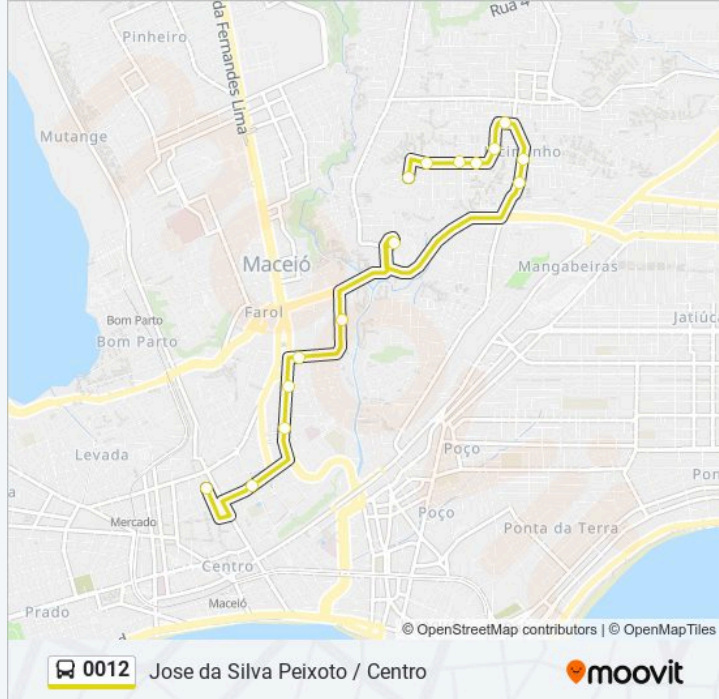 Rua 4
Pinheiro
da Fernandes Lima
Mutange
Maceió
Mangabeiras
Farol
Bom Parto
Bom Parto
Jatiúca
Levada
Poço
Poço
Pon
a
Mercado
Ponta da Terra
Centro
Maceió
Prado
© OpenStreetMap contributors | © OpenMapTiles
0012 Jose da Silva Peixoto / Centro
moovit